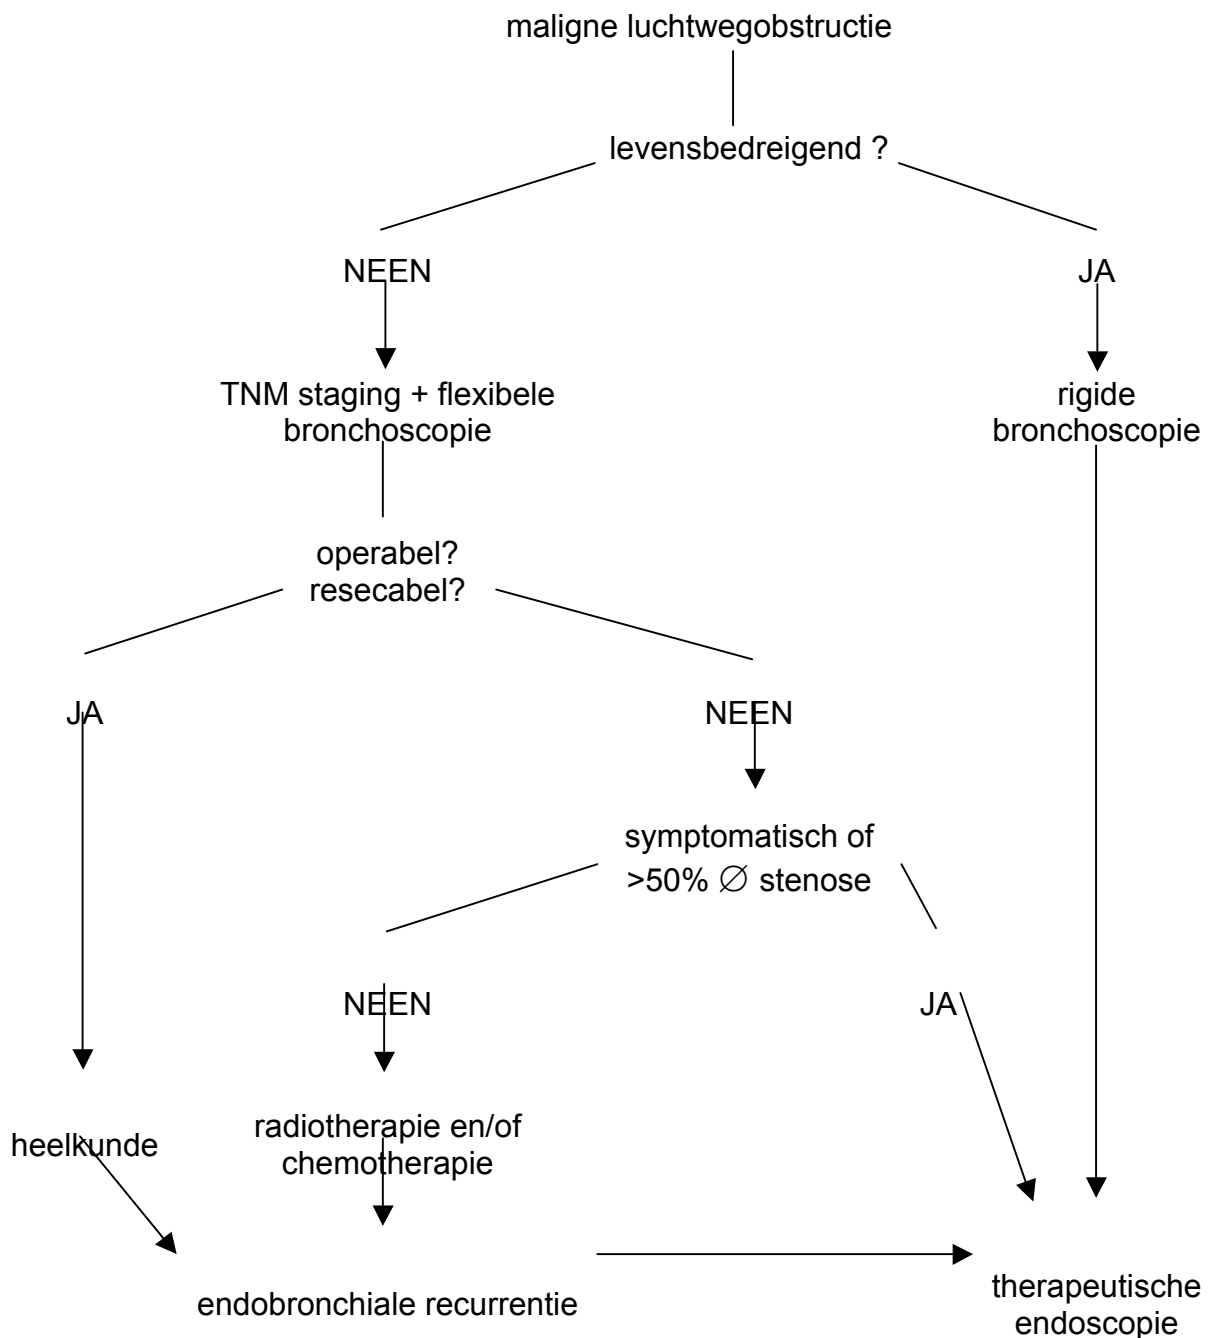 maligne luchtwegobstructie
levensbedreigend ?
NEEN
JA
TNM staging + flexibele
bronchoscopie
rigide
bronchoscopie
operabel?
resecabel?
JA
NEEN
symptomatisch of
>50% ∅ stenose
NEEN
JA
heelkunde
radiotherapie en/of
chemotherapie
endobronchiale recurrentie
therapeutische
endoscopie